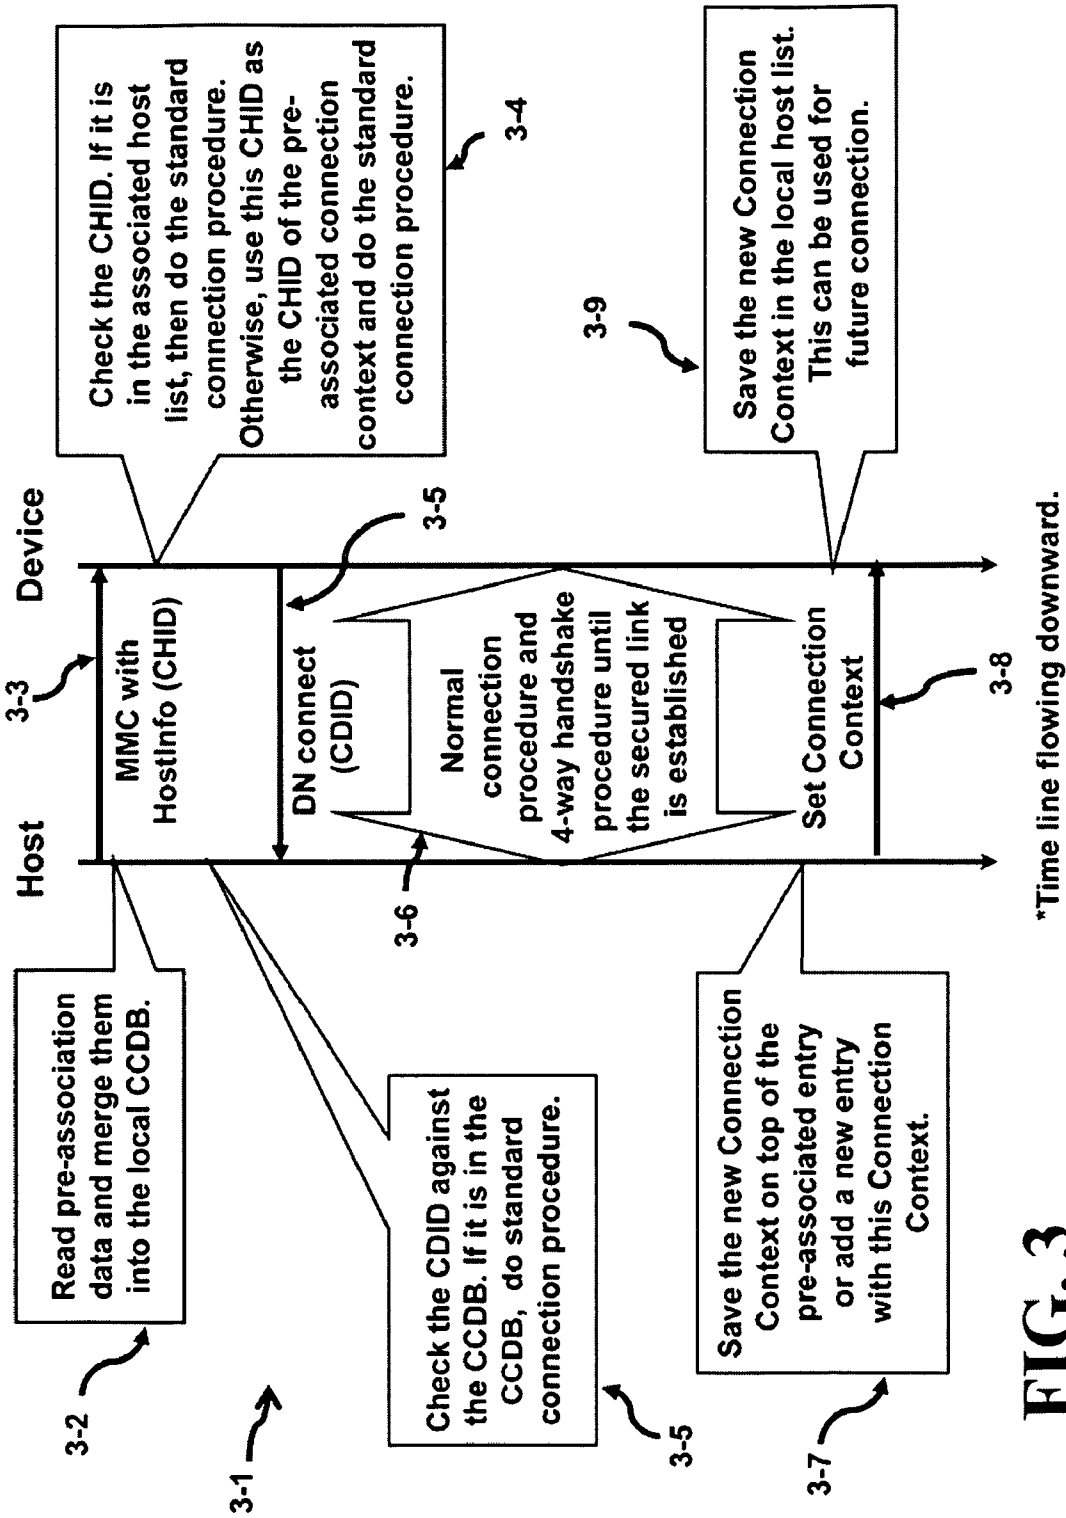 Host
Device
3-1
3-2
Read pre-association
data and merge them
into the local CCDB.
3-3
MMC with
HostInfo (CHID)
Check the CHID. If it is
in the associated host
list, then do the standard
connection procedure.
Otherwise, use this CHID as
the CHID of the pre-
associated connection
context and do the standard
connection procedure.
3-4
3-5
DN connect
(CDID)
Check the CDID against
the CCDB. If it is in the
CCDB, do standard
connection procedure.
3-5
3-6
Normal
connection
procedure and
4-way handshake
procedure until
the secured link
is established
3-7
Save the new Connection
Context on top of the
pre-associated entry
or add a new entry
with this Connection
Context.
Set Connection
Context
3-8
3-9
Save the new Connection
Context in the local host list.
This can be used for
future connection.
*Time line flowing downward.
FIG. 3